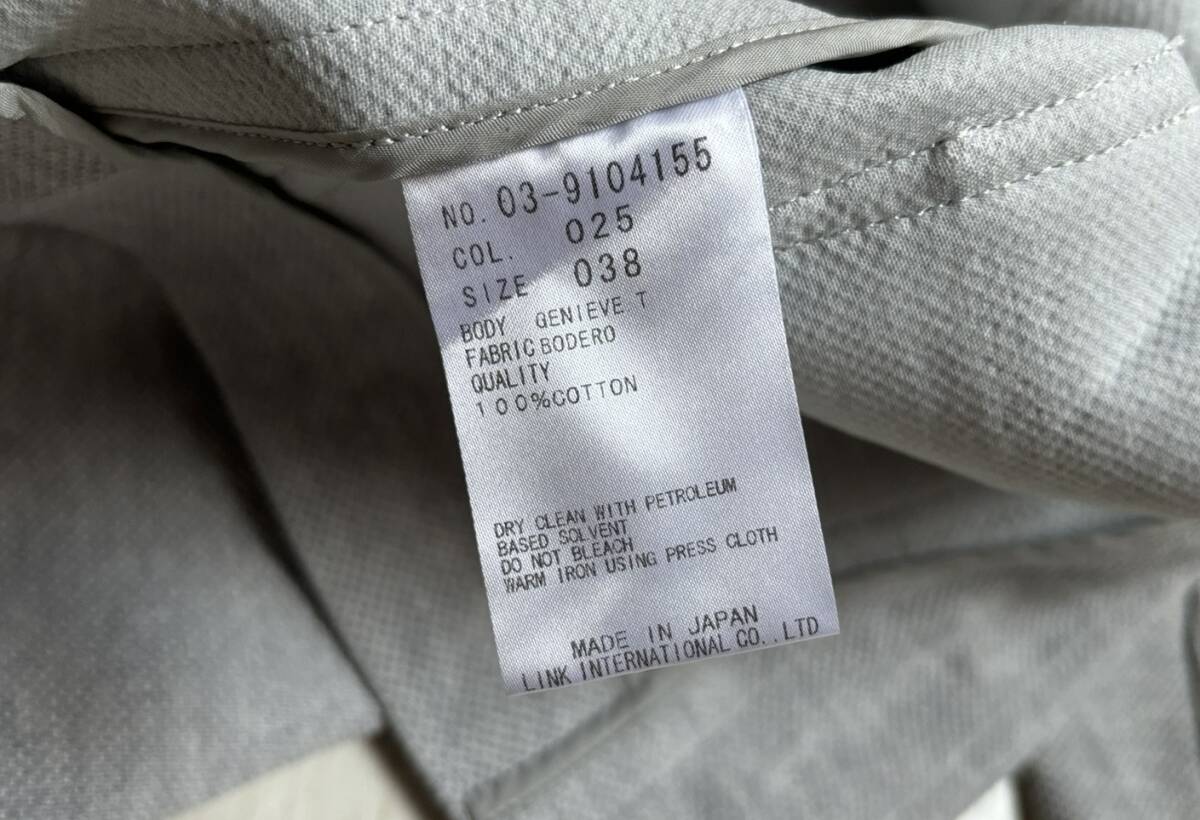 NO. 03-9104155
COL. 025
SIZE 038
BODY GENIEVE T
FABRIC BODERO
QUALITY
100%COTTON
DRY CLEAN WITH PETROLEUM
BASED SOLVENT
DO NOT BLEACH
WARM IRON USING PRESS CLOTH
MADE IN JAPAN
LINK INTERNATIONAL CO..LTD